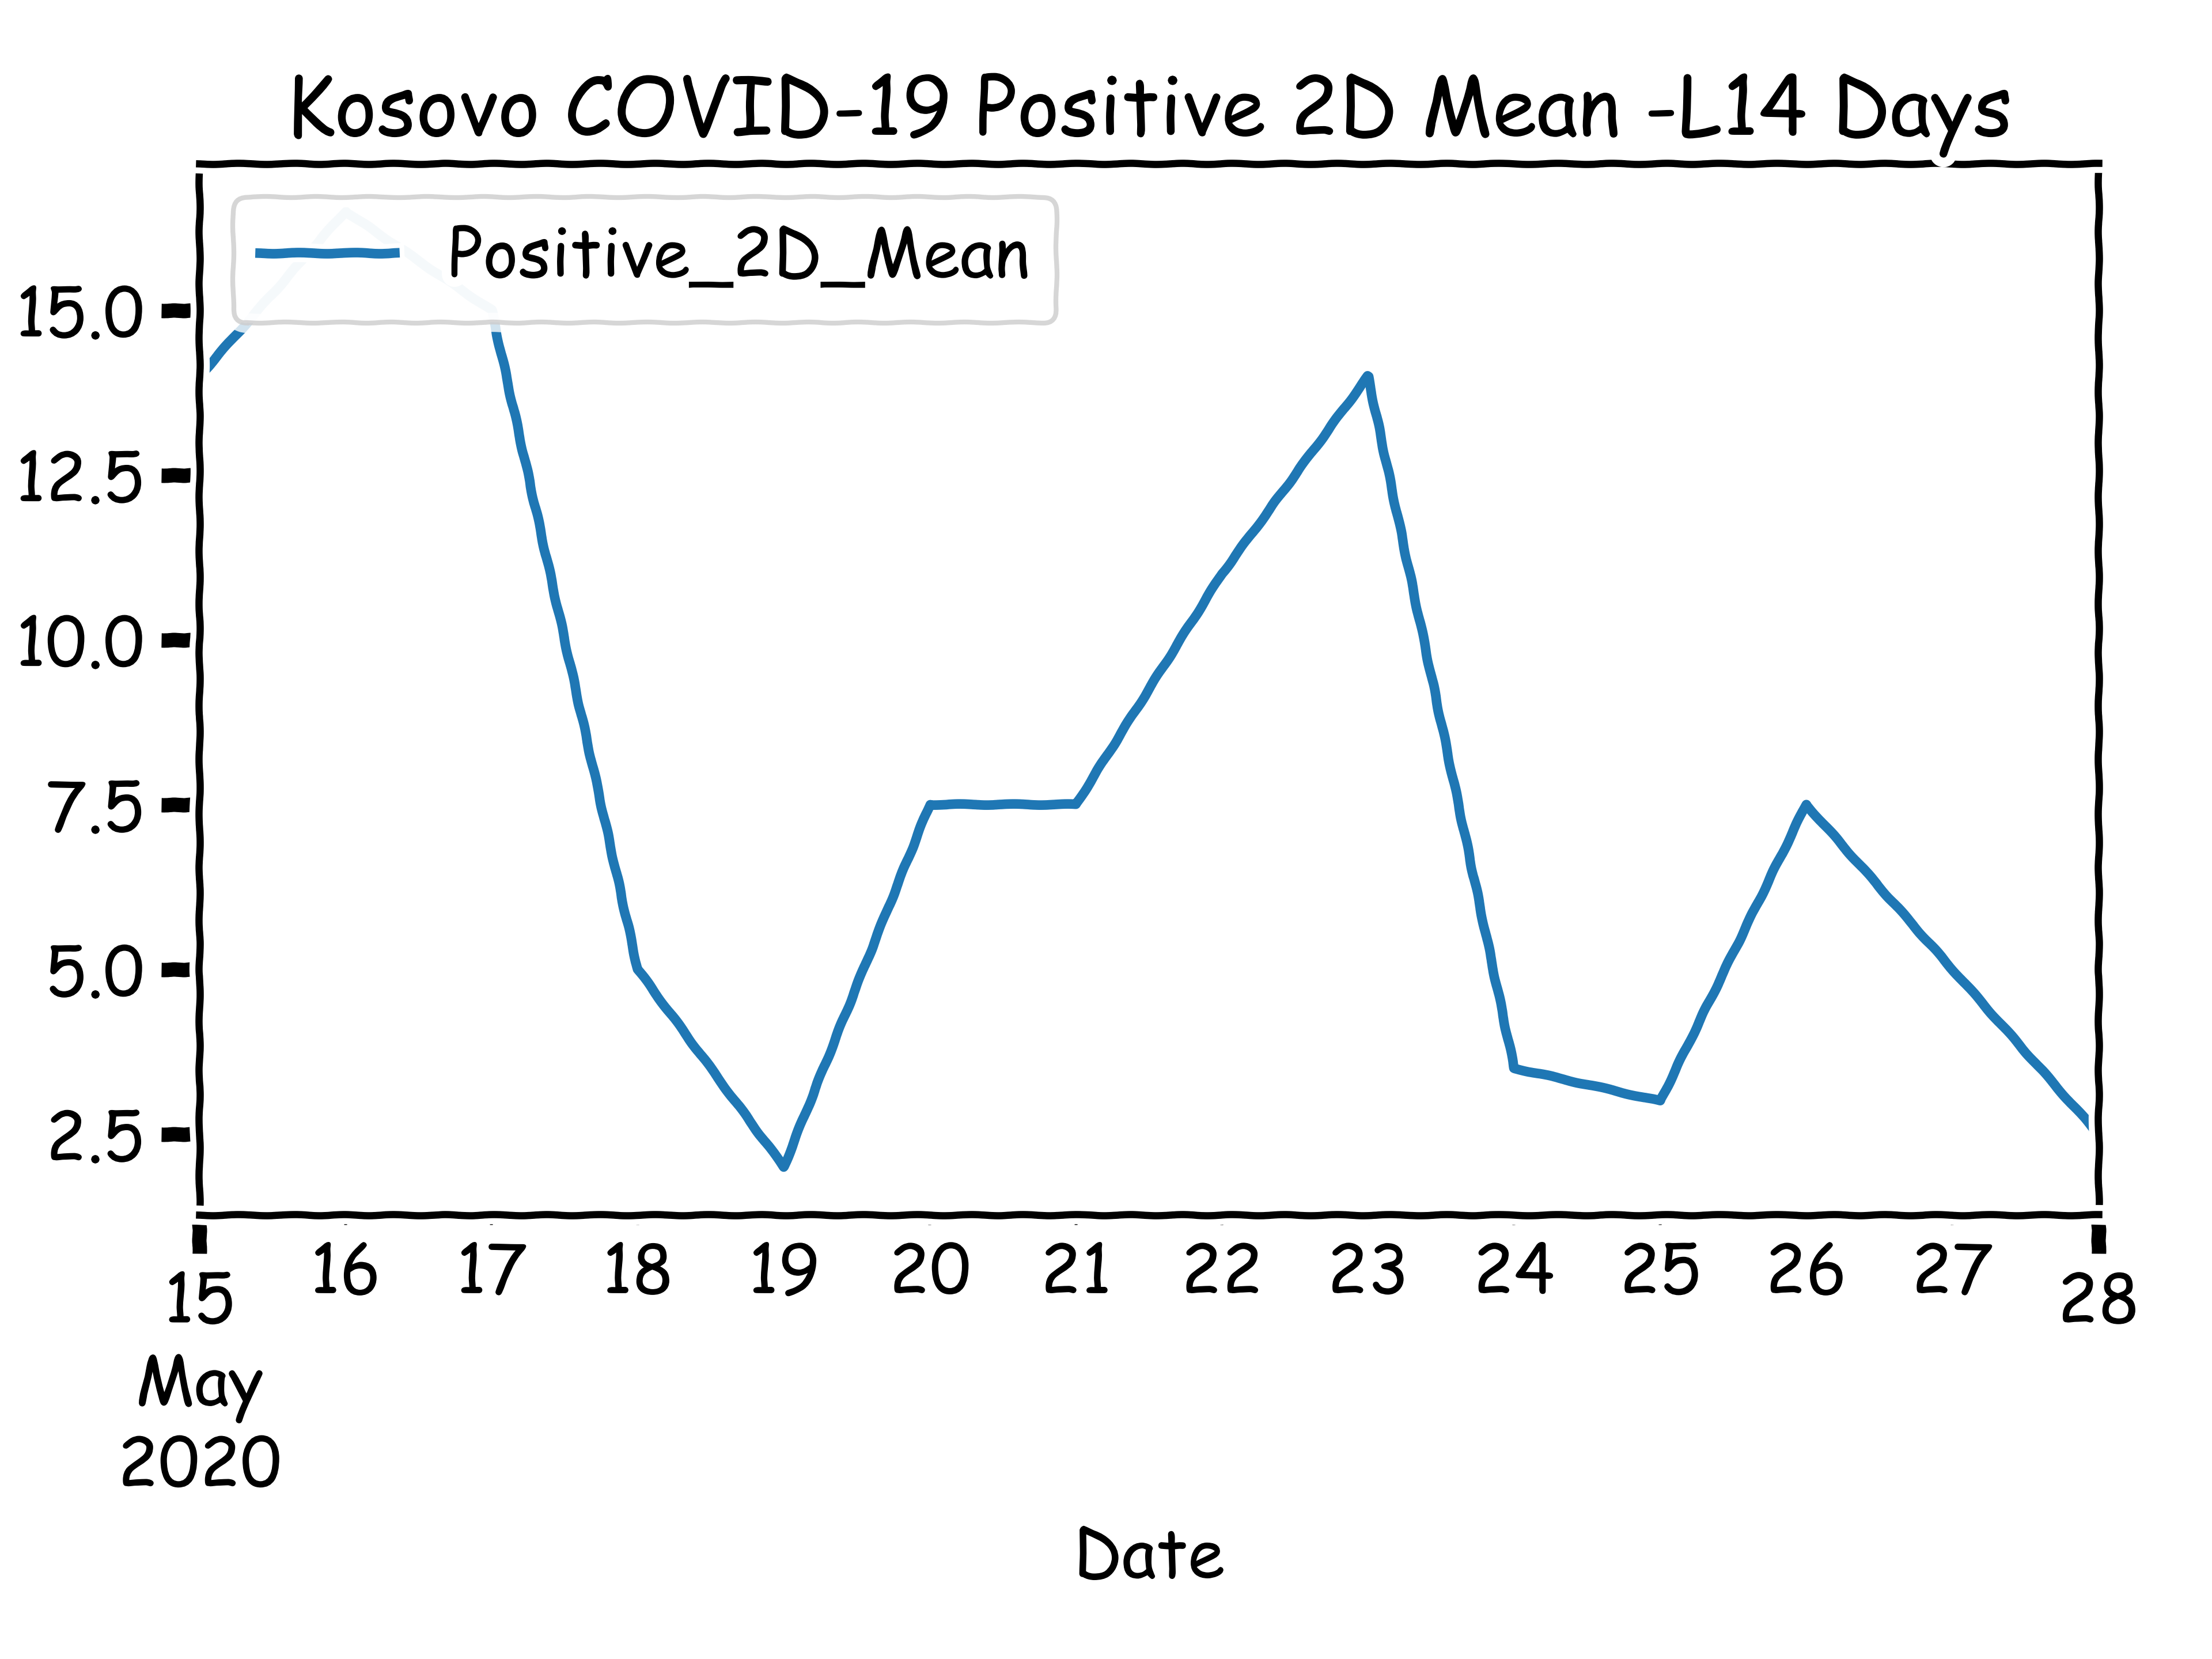 Kosovo COVID-19 Positive 2D Mean -L14 Days
Positive_2D_Mean
15.0
12.5
10.0
7.5
5.0
2.5
15 16 17 18 19 20 21 22 23 24 25 26 27 28
May
2020
Date